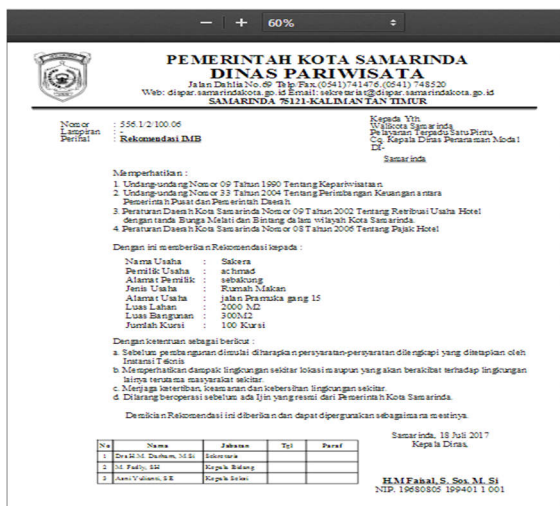 60%
PEMERINTAH KOTA SAMARINDA
DINAS PARIWISATA
Jalan Dahlia No.69 Telp/Fax.(0541)741476.(0541) 748520
Web: dispar.samarindakota.go.id Email: sekretariat@dispar.samarindakota.go.id
SAMARINDA 75121-KALIMANTAN TIMUR
Nomor : 556.1/2/100.06
Lampiran : -
Perihal : Rekomendasi IMB
Kepada Yth
Walikota Samarinda
Pelayanan Terpadu Satu Pintu
Cq. Kepala Dinas Penanaman Modal
DI-
Samarinda
Memperhatikan :
1. Undang-undang Nomor 09 Tahun 1990 Tentang Kepariwisataan.
2. Undang-undang Nomor 33 Tahun 2004 Tentang Perimbangan Keuangan antara
Pemerintah Pusat dan Pemerintah Daerah.
3. Peraturan Daerah Kota Samarinda Nomor 09 Tahun 2002 Tentang Retribusi Usaha Hotel
dengan tanda Bunga Melati dan Bintang dalam wilayah Kota Samarinda.
4. Peraturan Daerah Kota Samarinda Nomor 08 Tahun 2006 Tentang Pajak Hotel
Dengan ini memberikan Rekomendasi kepada :
Nama Usaha : Sakera
Pemilik Usaha : achmad
Alamat Pemilik : sebakung
Jenis Usaha : Rumah Makan
Alamat Usaha : jalan Pramuka gang 15
Luas Lahan : 2000 M2
Luas Bangunan : 300M2
Jumlah Kursi : 100 Kursi
Dengan ketentuan sebagai berikut :
a. Sebelum pembangunan dimulai diharapkan persyaratan-persyaratan dilengkapi yang ditetapkan oleh
Instansi Teknis
b. Memperhatikan dampak lingkungan sekitar lokasi maupun yang akan berakibat terhadap lingkungan
lainya terutama masyarakat sekitar.
c. Menjaga ketertiban, keamanan dan kebersihan lingkungan sekitar.
d. Dilarang beroperasi sebelum ada Ijin yang resmi dari Pemerintah Kota Samarinda.
Demikian Rekomendasi ini diberikan dan dapat dipergunakan sebagaimana mestinya.
Samarinda, 18 Juli 2017
Kepala Dinas,
No Nama Jabatan Tgl Paraf
1 Drs.H.M. Durham, M.Si Sekretaris
2 M. Fadly, SH Kepala Bidang
3 Asni Yulianti, SE Kepala Seksi
H.M Faisal, S. Sos, M. Si
NIP. 19680805 199401 1 001